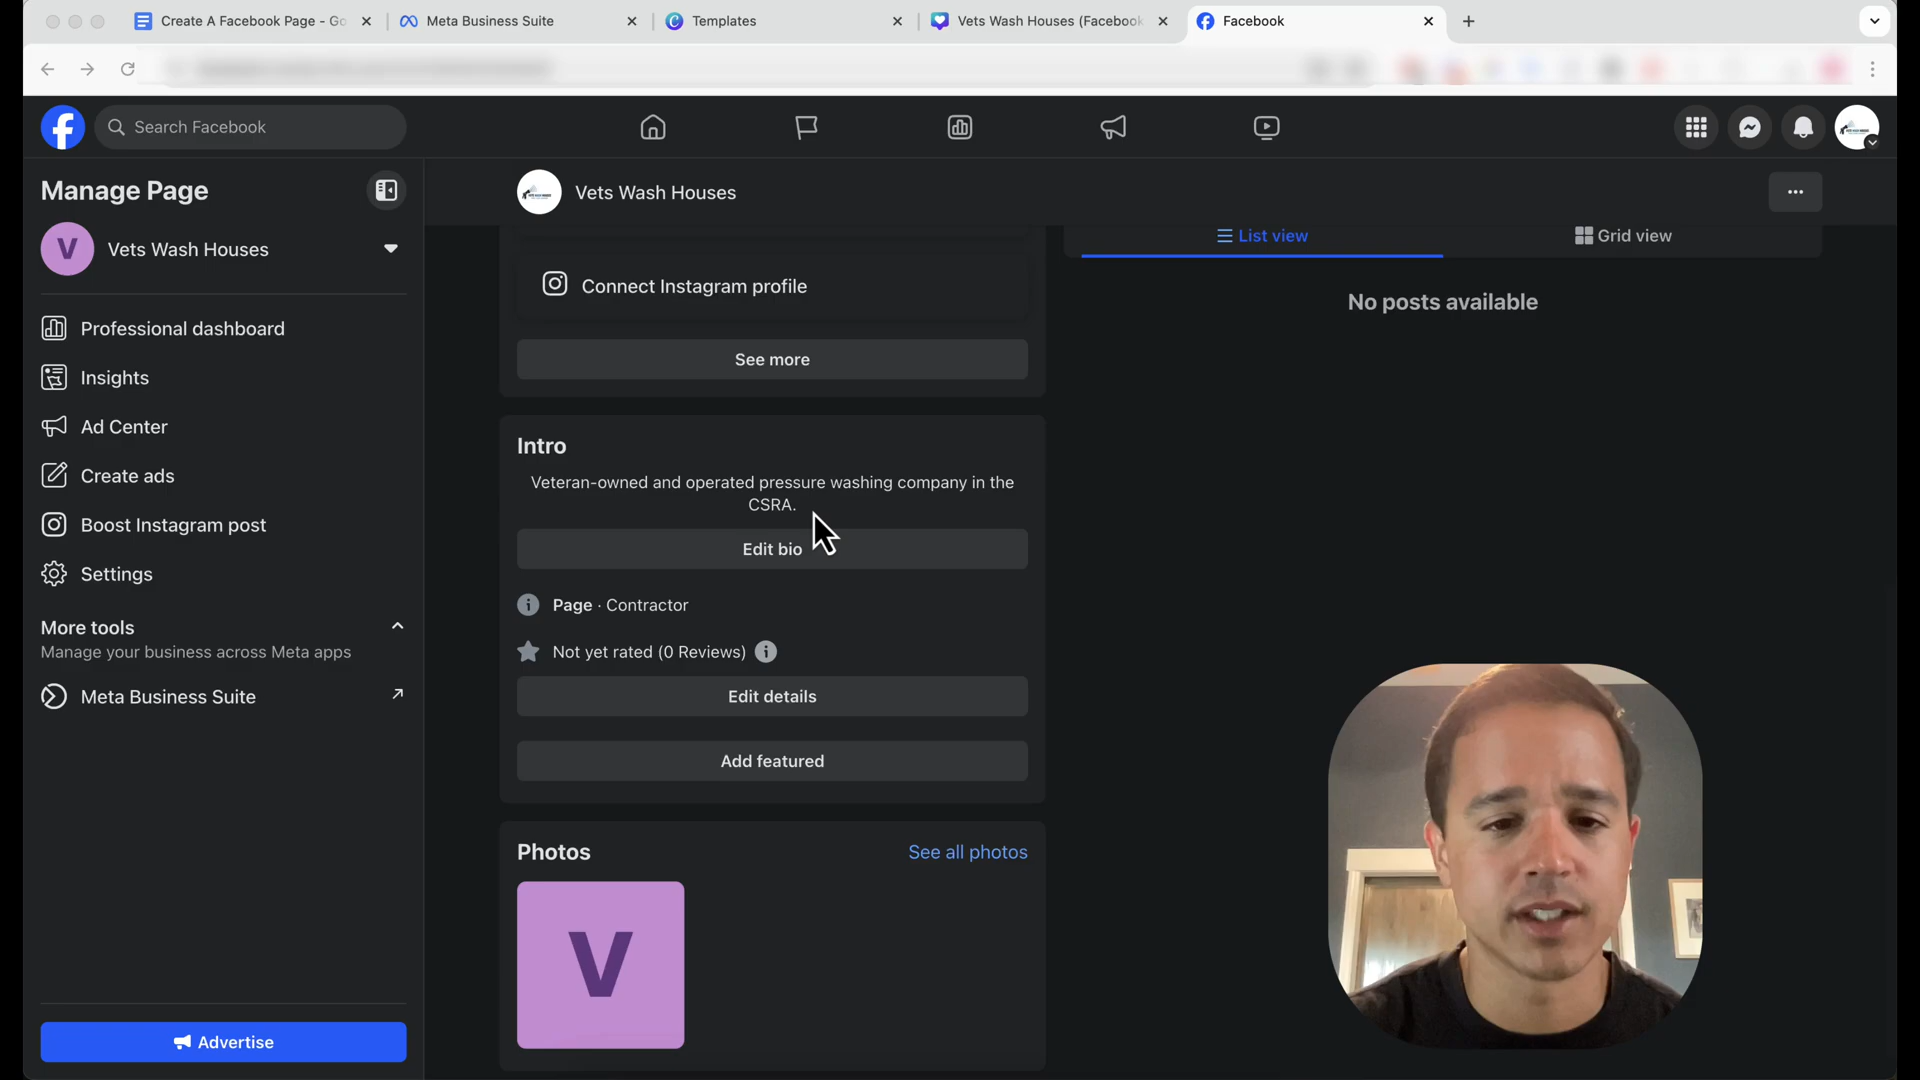 Create A Facebook Page - Go
Meta Business Suite
Templates
Vets Wash Houses (Facebook
Facebook
Search Facebook
Manage Page
V
Vets Wash Houses
Professional dashboard
Insights
Ad Center
Create ads
Boost Instagram post
Settings
More tools
Manage your business across Meta apps
Meta Business Suite
Advertise
Vets Wash Houses
Connect Instagram profile
See more
Intro
Veteran-owned and operated pressure washing company in the
CSRA.
Edit bio
Page · Contractor
Not yet rated (0 Reviews)
Edit details
Add featured
Photos
See all photos
V
List view
Grid view
No posts available